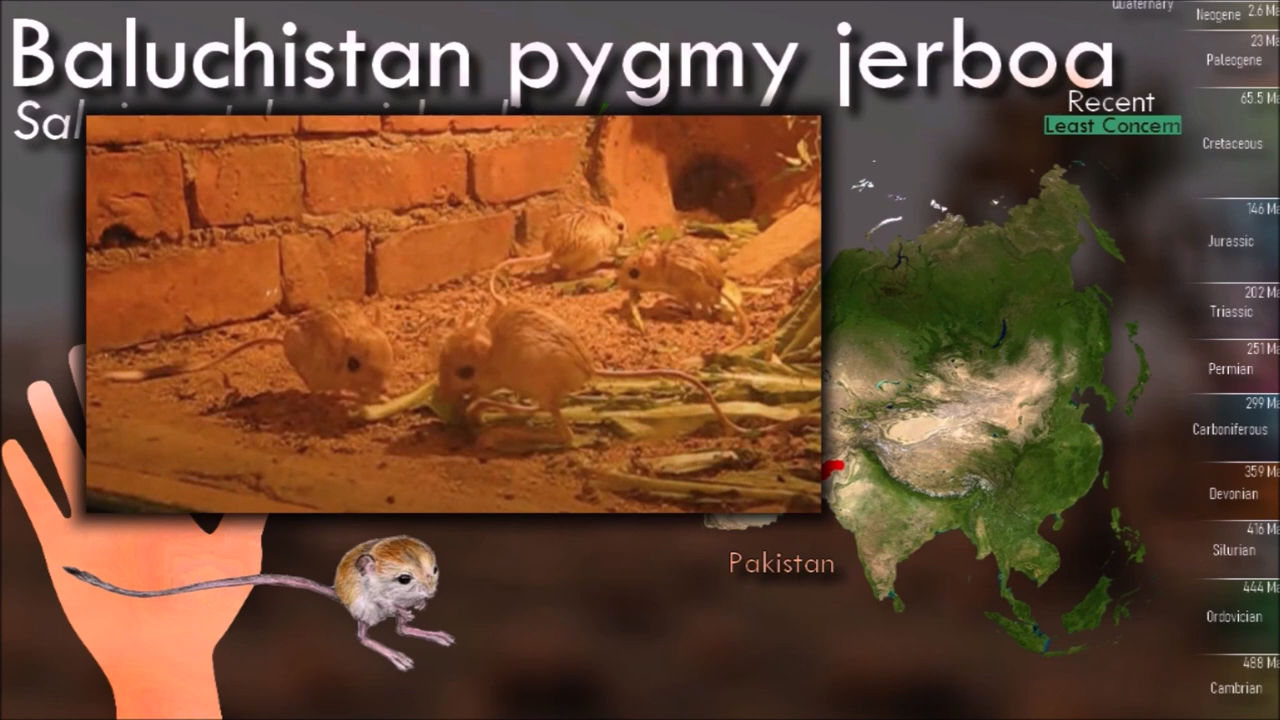 Baluchistan pygmy jerboa
Recent
Least Concern
Pakistan
Quaternary
2.6 Ma
Neogene
23 Ma
Paleogene
65.5 Ma
Cretaceous
146 Ma
Jurassic
202 Ma
Triassic
251 Ma
Permian
299 Ma
Carboniferous
359 Ma
Devonian
416 Ma
Silurian
444 Ma
Ordovician
488 Ma
Cambrian